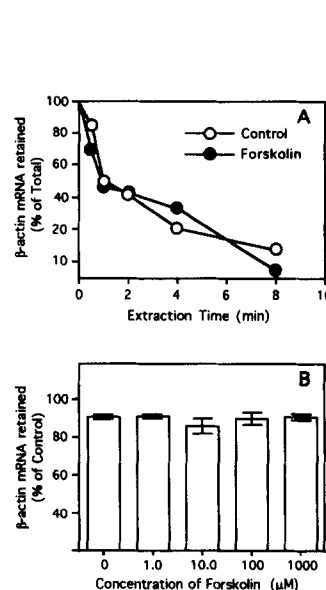 A
Control
Forskolin
β-actin mRNA retained
(% of Total)
100
80
60
40
20
10
0 2 4 6 8 10
Extraction Time (min)
B
β-actin mRNA retained
(% of Control)
100
80
60
40
0 1.0 10.0 100 1000
Concentration of Forskolin (μM)